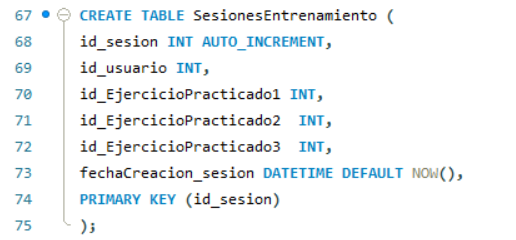 67 CREATE TABLE SesionesEntrenamiento (
68 id_sesion INT AUTO_INCREMENT,
69 id_usuario INT,
70 id_EjercicioPracticado1 INT,
71 id_EjercicioPracticado2  INT,
72 id_EjercicioPracticado3  INT,
73 fechaCreacion_sesion DATETIME DEFAULT NOW(),
74 PRIMARY KEY (id_sesion)
75 );